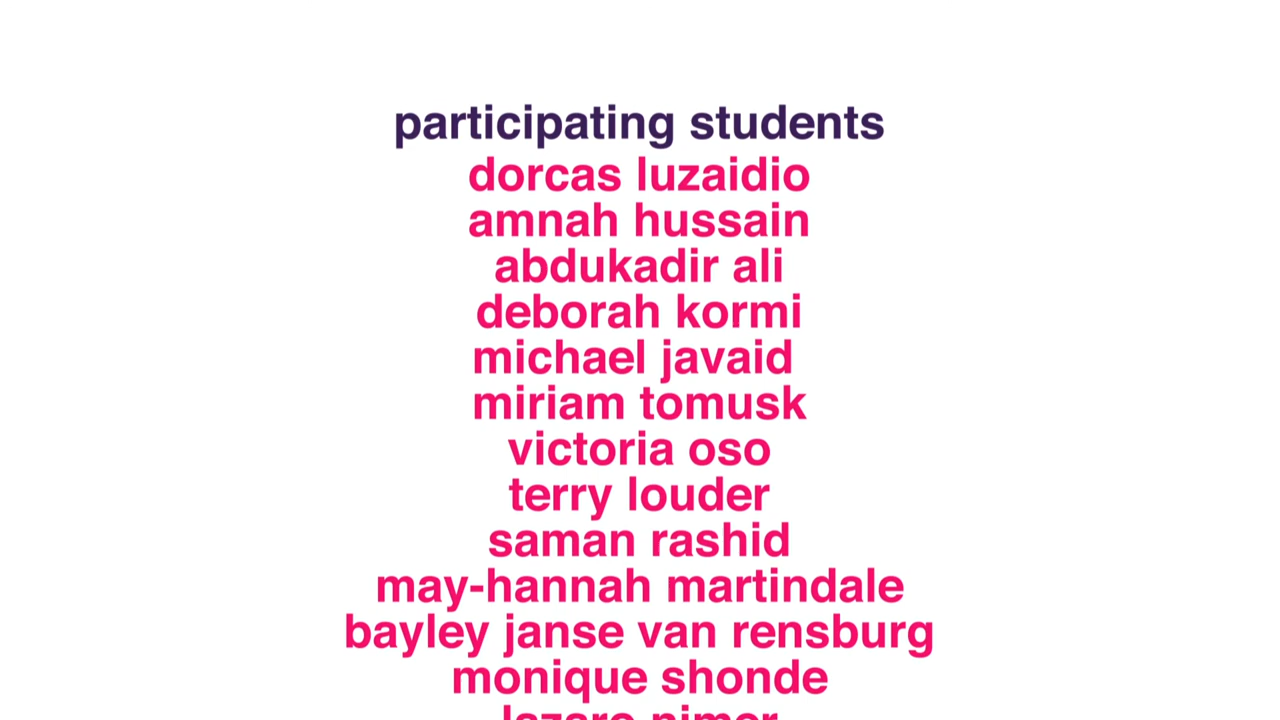 participating students
dorcas luzaidio
amnah hussain
abdukadir ali
deborah kormi
michael javaid
miriam tomusk
victoria oso
terry louder
saman rashid
may-hannah martindale
bayley janse van rensburg
monique shonde